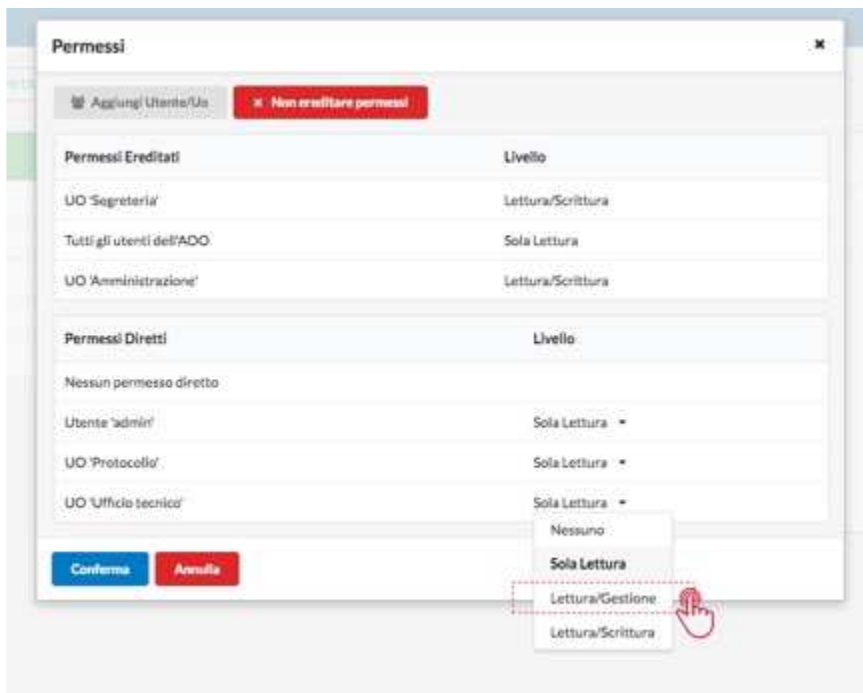 Permessi
Aggiungi Utente/Uo
Non ereditare permessi
Permessi Ereditati Livello
UO 'Segreteria' Lettura/Scrittura
Tutti gli utenti dell'AOO Sola Lettura
UO 'Amministrazione' Lettura/Scrittura
Permessi Diretti Livello
Nessun permesso diretto
Utente 'admin' Sola Lettura
UO 'Protocollo' Sola Lettura
UO 'Ufficio tecnico' Sola Lettura
Nessuno
Sola Lettura
Lettura/Gestione
Lettura/Scrittura
Conferma Annulla